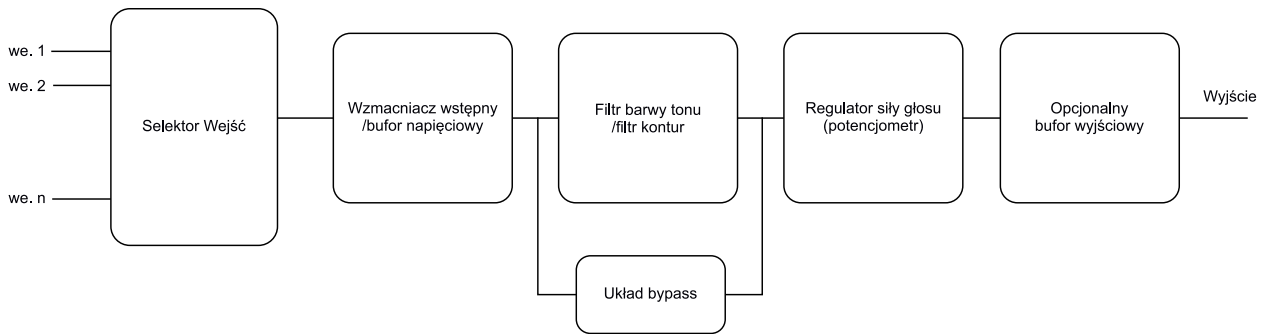 we. 1
we. 2
we. n
Selektor Wejść
Wzmacniacz wstępny
/bufor napięciowy
Filtr barwy tonu
/filtr kontur
Układ bypass
Regulator siły głosu
(potencjometr)
Opcjonalny
bufor wyjściowy
Wyjście